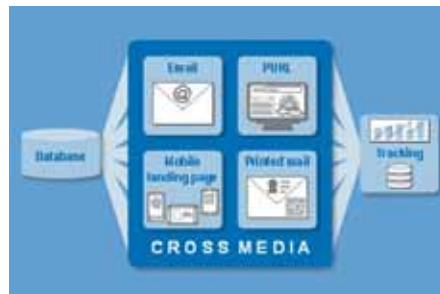 Email
PURL
Database
Mobile
landing page
Printed mail
Tracking
CROSS MEDIA